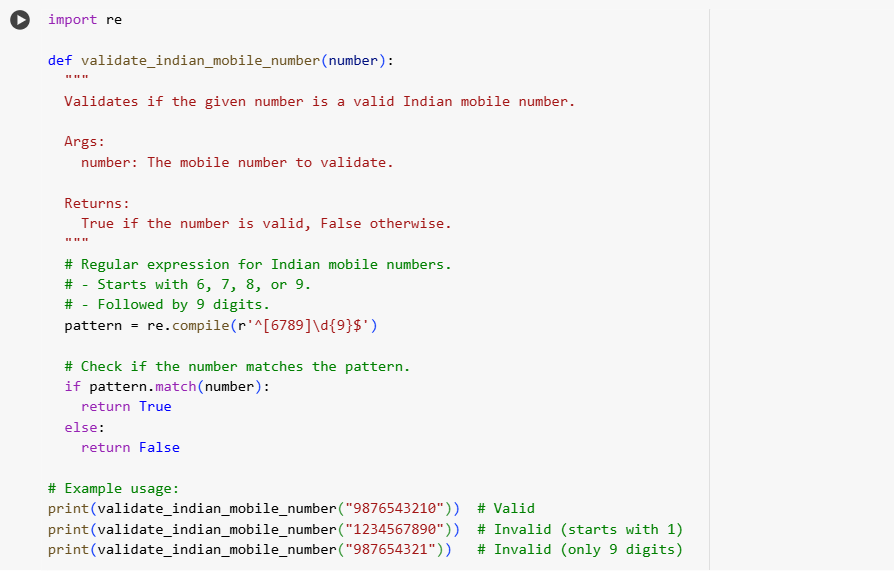 import re

def validate_indian_mobile_number(number):
  """
  Validates if the given number is a valid Indian mobile number.

  Args:
    number: The mobile number to validate.

  Returns:
    True if the number is valid, False otherwise.
  """
  # Regular expression for Indian mobile numbers.
  # - Starts with 6, 7, 8, or 9.
  # - Followed by 9 digits.
  pattern = re.compile(r'^[6789]\d{9}$')

  # Check if the number matches the pattern.
  if pattern.match(number):
    return True
  else:
    return False

# Example usage:
print(validate_indian_mobile_number("9876543210"))  # Valid
print(validate_indian_mobile_number("1234567890"))  # Invalid (starts with 1)
print(validate_indian_mobile_number("987654321"))   # Invalid (only 9 digits)